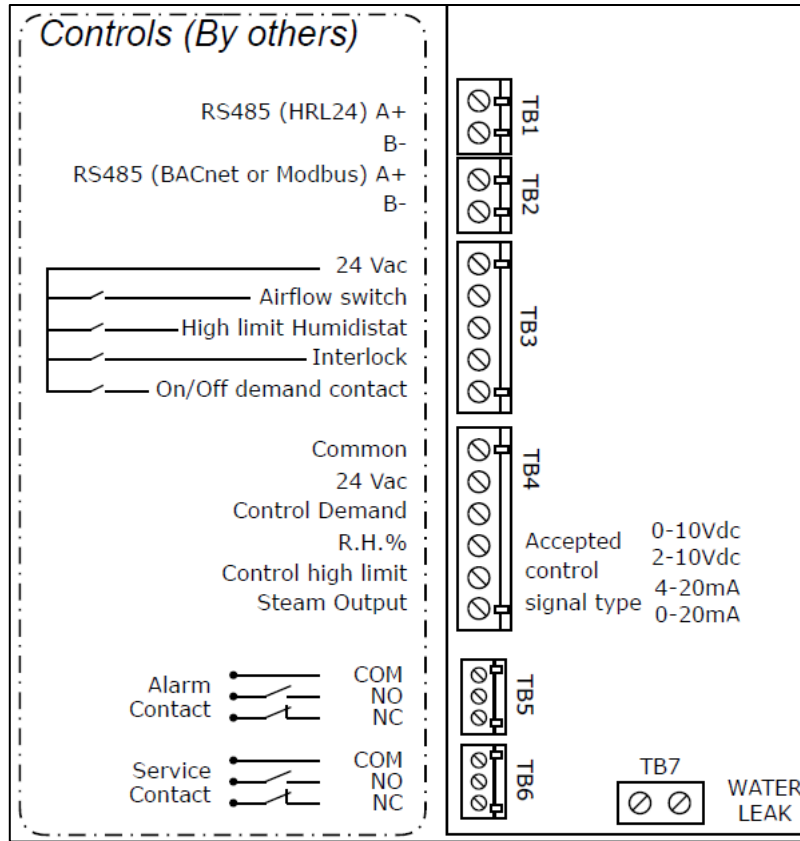 Controls (By others)
RS485 (HRL24) A+
B-
RS485 (BACnet or Modbus) A+
B-
24 Vac
Airflow switch
High limit Humidistat
Interlock
On/Off demand contact
Common
24 Vac
Control Demand
R.H.%
Control high limit
Steam Output
Alarm
Contact
COM
NO
NC
Service
Contact
COM
NO
NC
TB1
TB2
TB3
TB4
Accepted
control
signal type
0-10Vdc
2-10Vdc
4-20mA
0-20mA
TB5
TB6
TB7
WATER
LEAK